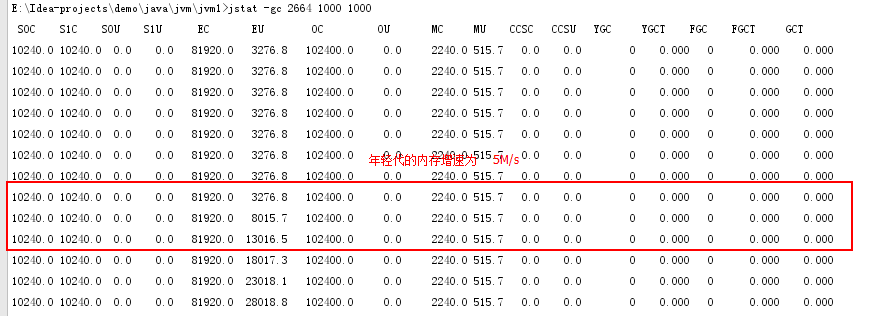 E:\Idea-projects\demo\java\jvm\jvm1>jstat -gc 2664 1000 1000
S0C S1C S0U S1U EC EU OC OU MC MU CCSC CCSU YGC YGCT FGC FGCT GCT
10240.0 10240.0 0.0 0.0 81920.0 3276.8 102400.0 0.0 2240.0 515.7 0.0 0.0 0 0.000 0 0.000 0.000
10240.0 10240.0 0.0 0.0 81920.0 3276.8 102400.0 0.0 2240.0 515.7 0.0 0.0 0 0.000 0 0.000 0.000
10240.0 10240.0 0.0 0.0 81920.0 3276.8 102400.0 0.0 2240.0 515.7 0.0 0.0 0 0.000 0 0.000 0.000
10240.0 10240.0 0.0 0.0 81920.0 3276.8 102400.0 0.0 2240.0 515.7 0.0 0.0 0 0.000 0 0.000 0.000
10240.0 10240.0 0.0 0.0 81920.0 3276.8 102400.0 0.0 2240.0 515.7 0.0 0.0 0 0.000 0 0.000 0.000
10240.0 10240.0 0.0 0.0 81920.0 3276.8 102400.0 0.0 2240.0 515.7 0.0 0.0 0 0.000 0 0.000 0.000
10240.0 10240.0 0.0 0.0 81920.0 3276.8 102400.0 0.0 2240.0 515.7 0.0 0.0 0 0.000 0 0.000 0.000
10240.0 10240.0 0.0 0.0 81920.0 3276.8 102400.0 0.0 2240.0 515.7 0.0 0.0 0 0.000 0 0.000 0.000
10240.0 10240.0 0.0 0.0 81920.0 8015.7 102400.0 0.0 2240.0 515.7 0.0 0.0 0 0.000 0 0.000 0.000
10240.0 10240.0 0.0 0.0 81920.0 13016.5 102400.0 0.0 2240.0 515.7 0.0 0.0 0 0.000 0 0.000 0.000
10240.0 10240.0 0.0 0.0 81920.0 18017.3 102400.0 0.0 2240.0 515.7 0.0 0.0 0 0.000 0 0.000 0.000
10240.0 10240.0 0.0 0.0 81920.0 23018.1 102400.0 0.0 2240.0 515.7 0.0 0.0 0 0.000 0 0.000 0.000
10240.0 10240.0 0.0 0.0 81920.0 28018.8 102400.0 0.0 2240.0 515.7 0.0 0.0 0 0.000 0 0.000 0.000
年轻代的内存增速为 5M/s